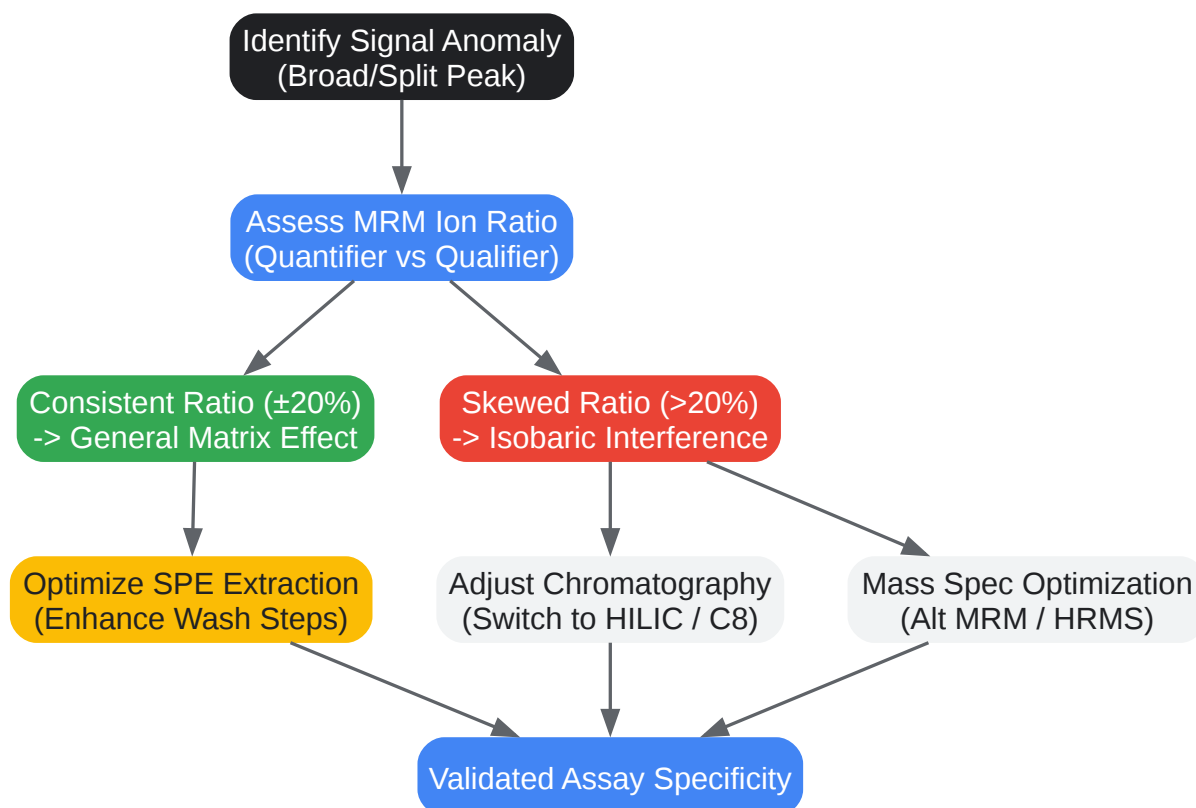 Identify Signal Anomaly
(Broad/Split Peak)
Assess MRM Ion Ratio
(Quantifier vs Qualifier)
Consistent Ratio (±20%)
-> General Matrix Effect
Skewed Ratio (>20%)
-> Isobaric Interference
Optimize SPE Extraction
(Enhance Wash Steps)
Adjust Chromatography
(Switch to HILIC / C8)
Mass Spec Optimization
(Alt MRM / HRMS)
Validated Assay Specificity